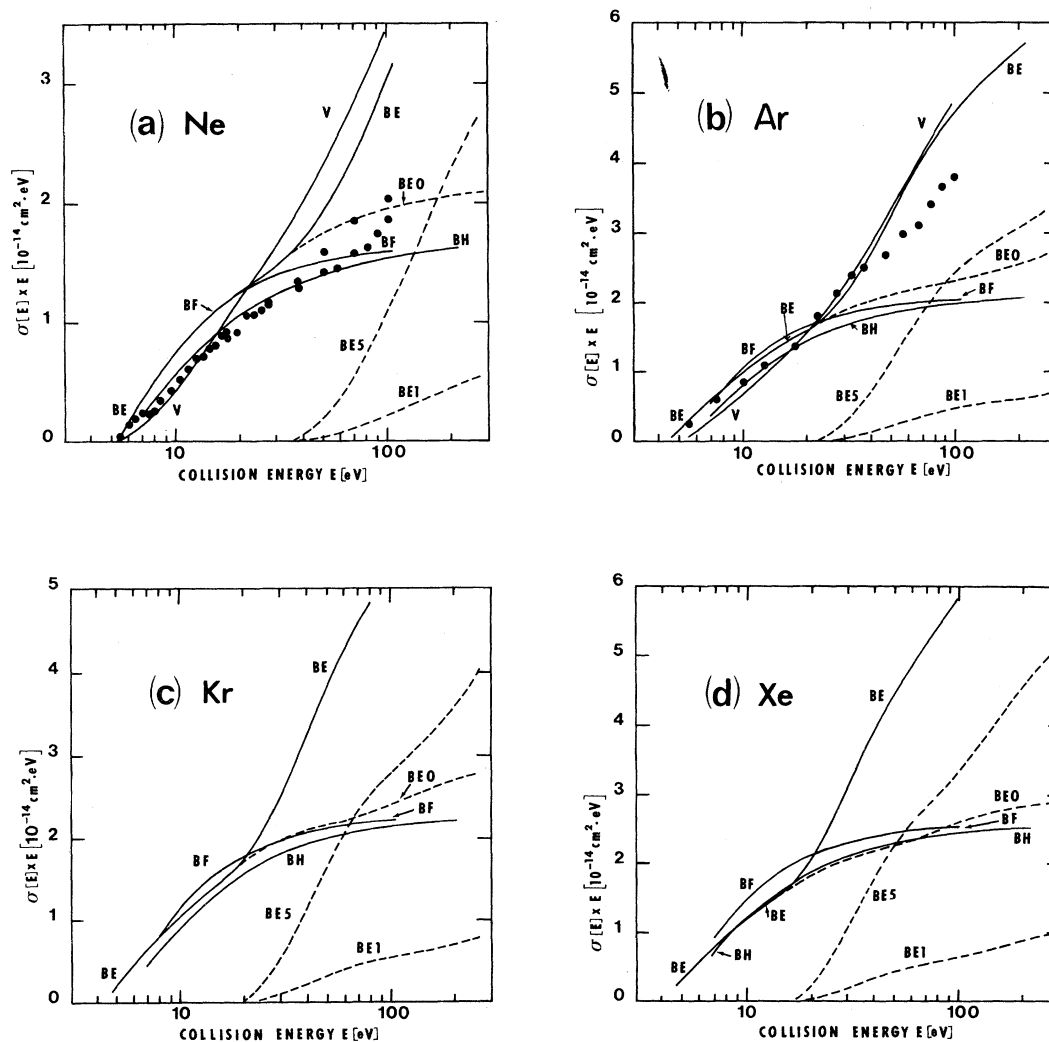 (a) Ne
σ[E] × E [10⁻¹⁴ cm²·eV]
3
2
1
0
V
BE
BEO
BF
BH
BF
BE5
BE1
BE
V
10
100
COLLISION ENERGY E [eV]
(b) Ar
σ[E] × E [10⁻¹⁴ cm²·eV]
6
5
4
3
2
1
0
BE
V
BEO
BF
BE
BF
BH
BE5
BE1
BE
V
10
100
COLLISION ENERGY E [eV]
(c) Kr
σ[E] × E [10⁻¹⁴ cm²·eV]
5
4
3
2
1
0
BE
BEO
BF
BF
BH
BE5
BE1
BE
10
100
COLLISION ENERGY E [eV]
(d) Xe
σ[E] × E [10⁻¹⁴ cm²·eV]
6
5
4
3
2
1
0
BE
BEO
BF
BH
BF
BE5
BE
BE1
BE
BH
10
100
COLLISION ENERGY E [eV]